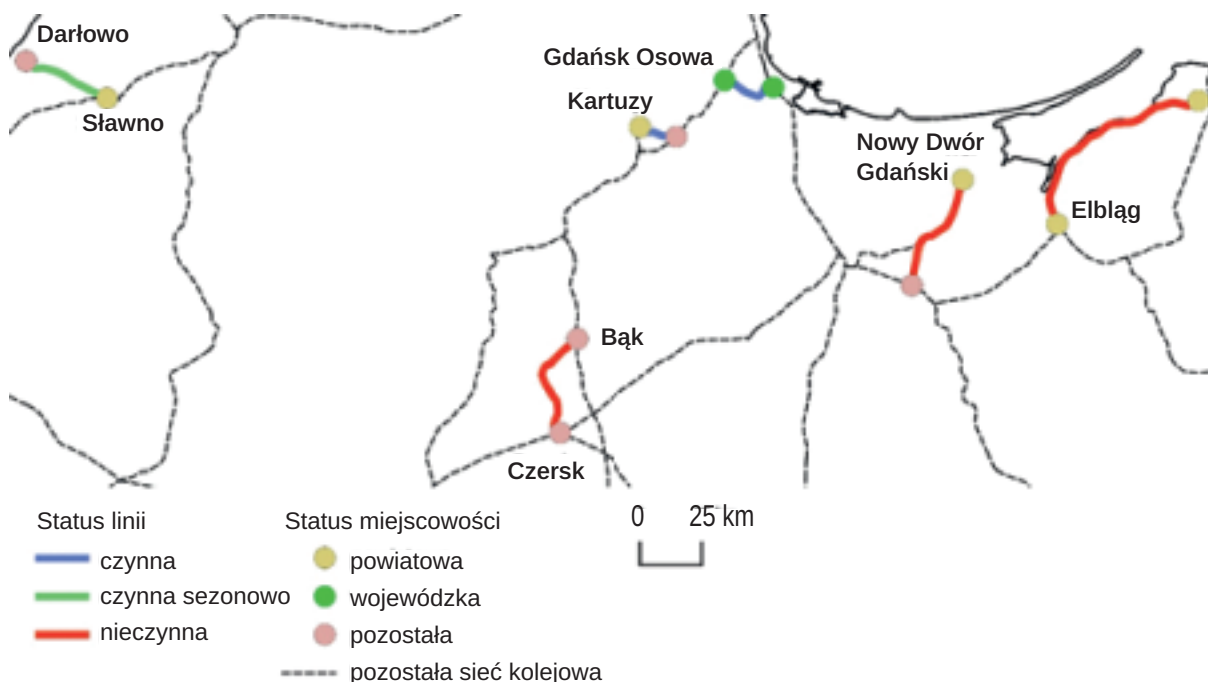 Darłowo
Sławno
Gdańsk Osowa
Kartuzy
Nowy Dwór
Gdański
Elbląg
Bąk
Czersk
Status linii
czynna
czynna sezonowo
nieczynna
Status miejscowości
powiatowa
wojewódzka
pozostała
pozostała sieć kolejowa
0 25 km